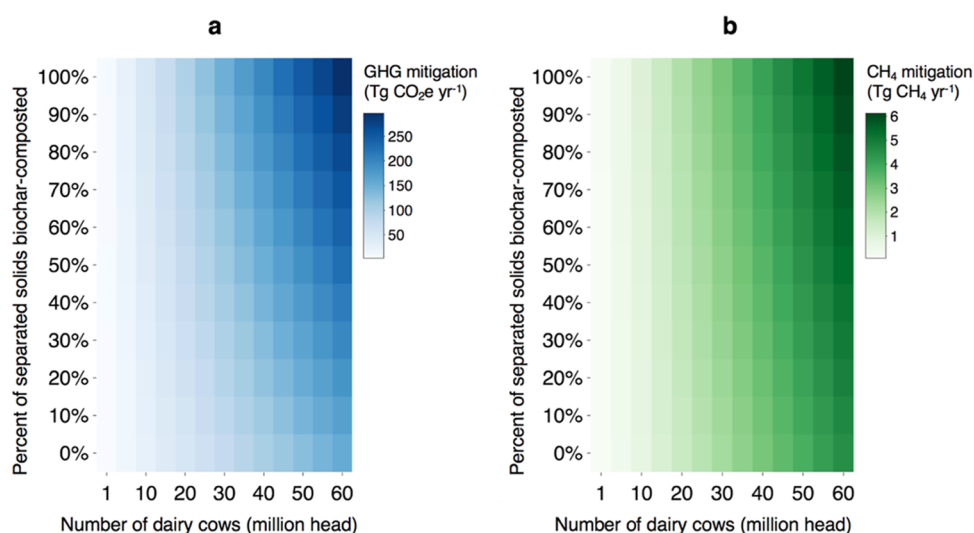 a
Percent of separated solids biochar-composted
100%
90%
80%
70%
60%
50%
40%
30%
20%
10%
0%
1 10 20 30 40 50 60
Number of dairy cows (million head)
GHG mitigation
(Tg CO₂e yr⁻¹)
250
200
150
100
50
b
Percent of separated solids biochar-composted
100%
90%
80%
70%
60%
50%
40%
30%
20%
10%
0%
1 10 20 30 40 50 60
Number of dairy cows (million head)
CH₄ mitigation
(Tg CH₄ yr⁻¹)
6
5
4
3
2
1